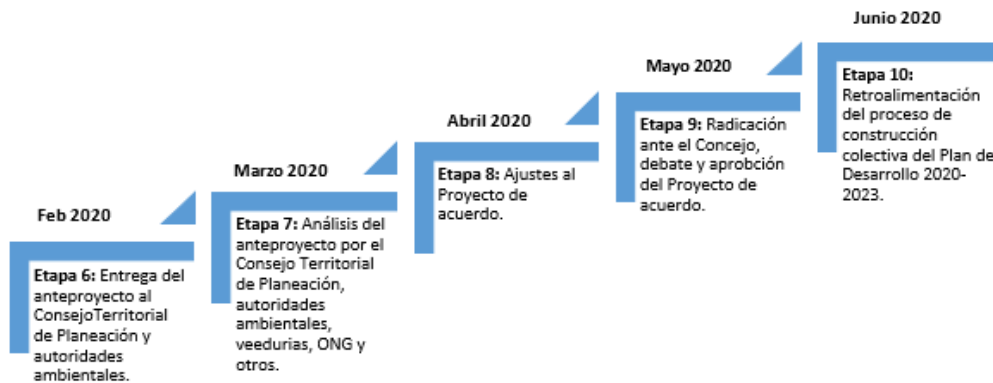 Feb 2020
Etapa 6: Entrega del
anteproyecto al
ConsejoTerritorial
de Planeación y
autoridades
ambientales.
Marzo 2020
Etapa 7: Análisis del
anteproyecto por el
Consejo Territorial
de Planeación,
autoridades
ambientales,
veedurias, ONG y
otros.
Abril 2020
Etapa 8: Ajustes al
Proyecto de
acuerdo.
Mayo 2020
Etapa 9: Radicación
ante el Concejo,
debate y aprobción
del Proyecto de
acuerdo.
Junio 2020
Etapa 10:
Retroalimentación
del proceso de
construcción
colectiva del Plan de
Desarrollo 2020-
2023.